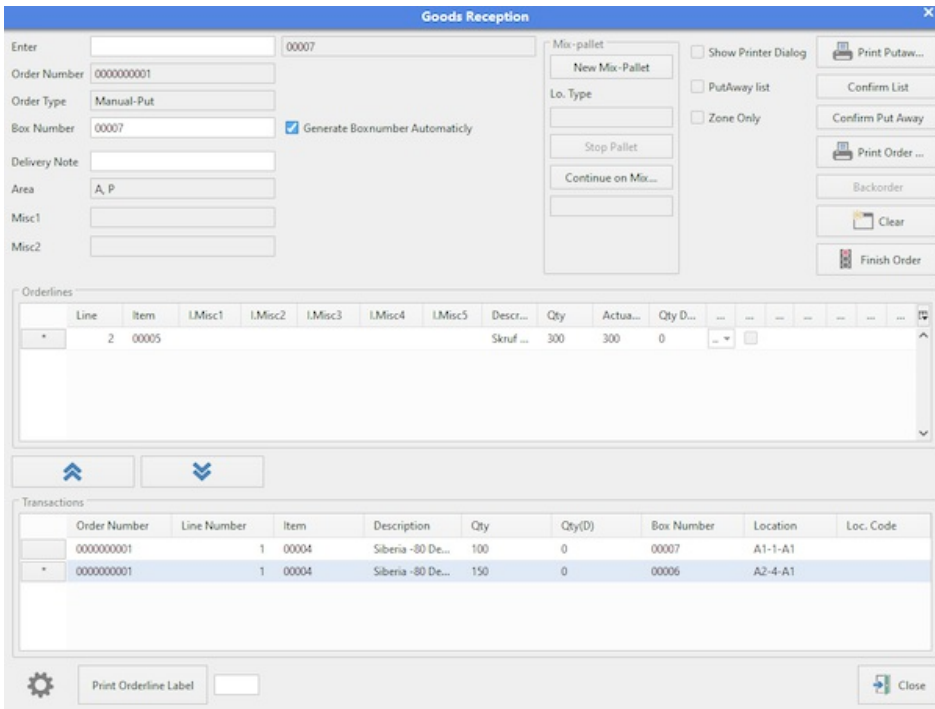 Goods Reception
Enter 00007
Order Number 0000000001
Order Type Manual-Put
Box Number 00007 Generate Boxnumber Automaticly
Delivery Note
Area A, P
Misc1
Misc2
Mix-pallet
New Mix-Pallet
Lo. Type
Stop Pallet
Continue on Mix...
Show Printer Dialog
PutAway list
Zone Only
Print Putaw...
Confirm List
Confirm Put Away
Print Order ...
Backorder
Clear
Finish Order
Orderlines
Line Item I.Misc1 I.Misc2 I.Misc3 I.Misc4 I.Misc5 Descr... Qty Actua... Qty D... ... ... ... ... ... ... ...
* 2 00005 Skruf ... 300 300 0 ...
Transactions
Order Number Line Number Item Description Qty Qty(D) Box Number Location Loc. Code
0000000001 1 00004 Siberia -80 De... 100 0 00007 A1-1-A1
* 0000000001 1 00004 Siberia -80 De... 150 0 00006 A2-4-A1
Print Orderline Label
Close